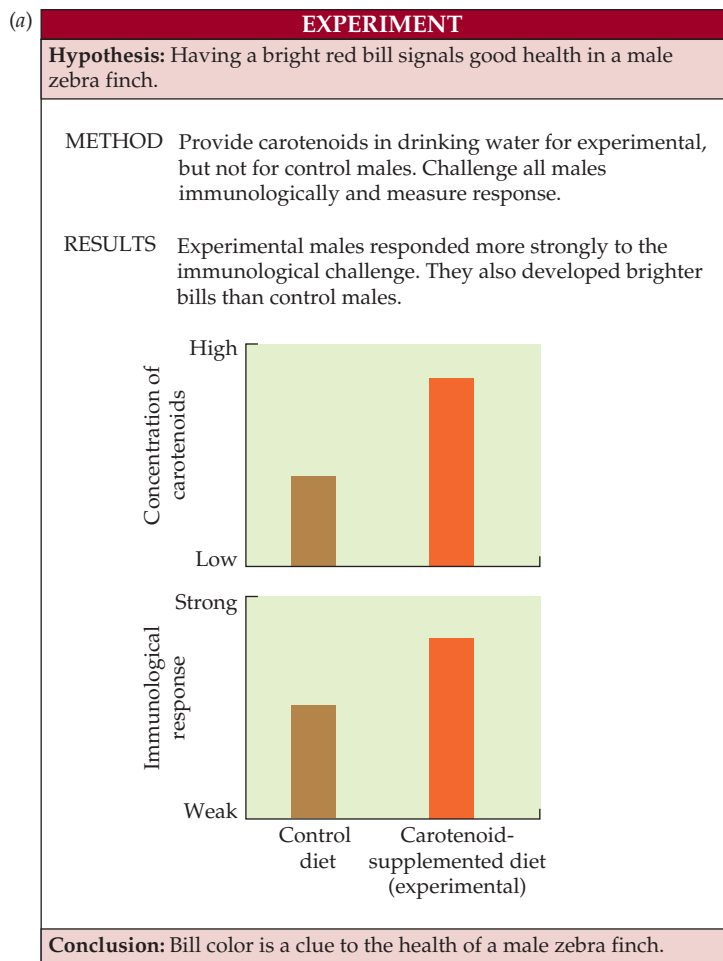 (a)
EXPERIMENT
Hypothesis: Having a bright red bill signals good health in a male
zebra finch.
METHOD Provide carotenoids in drinking water for experimental,
but not for control males. Challenge all males
immunologically and measure response.
RESULTS Experimental males responded more strongly to the
immunological challenge. They also developed brighter
bills than control males.
High
Concentration of
carotenoids
Low
Strong
Immunological
response
Weak
Control
diet
Carotenoid-
supplemented diet
(experimental)
Conclusion: Bill color is a clue to the health of a male zebra finch.